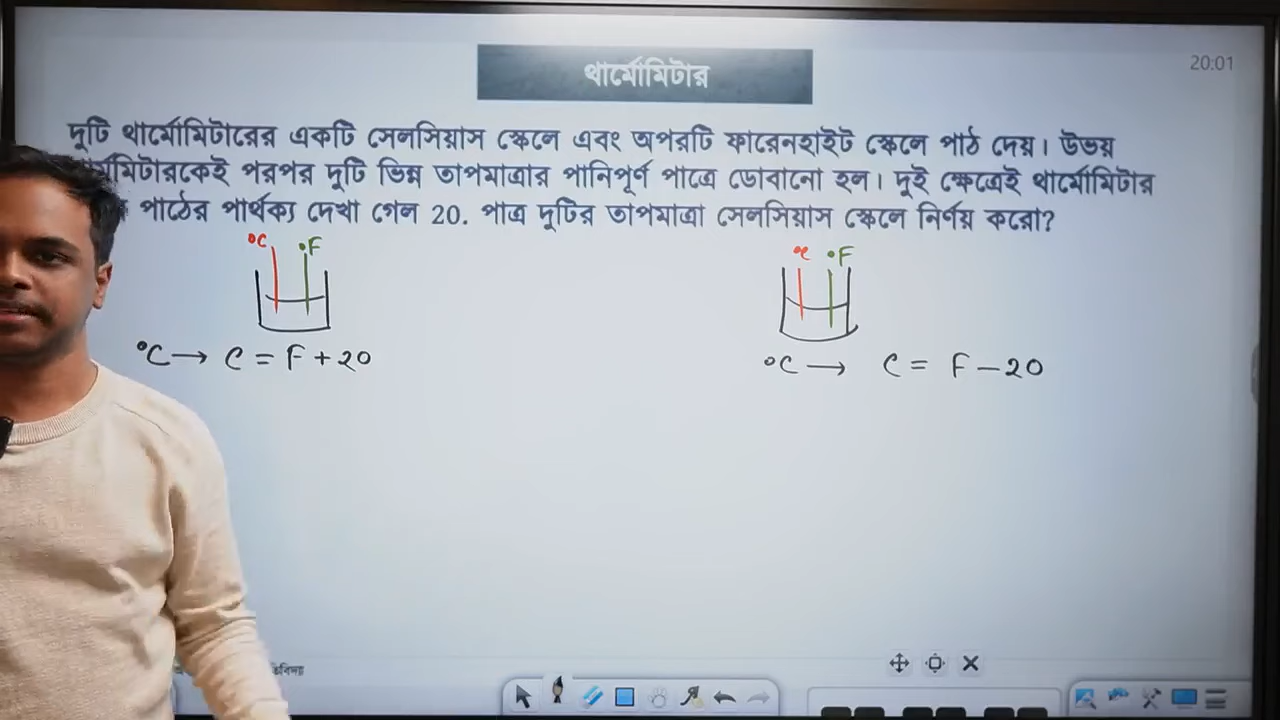 থার্মোমিটার
20:01
দুটি থার্মোমিটারের একটি সেলসিয়াস স্কেলে এবং অপরটি ফারেনহাইট স্কেলে পাঠ দেয়। উভয়
র্মমিটারকেই পরপর দুটি ভিন্ন তাপমাত্রার পানিপূর্ণ পাত্রে ডোবানো হল। দুই ক্ষেত্রেই থার্মোমিটার
পাঠের পার্থক্য দেখা গেল 20. পাত্র দুটির তাপমাত্রা সেলসিয়াস স্কেলে নির্ণয় করো?
°C °F
°C °F
°C → C = F + 20
°C → C = F - 20